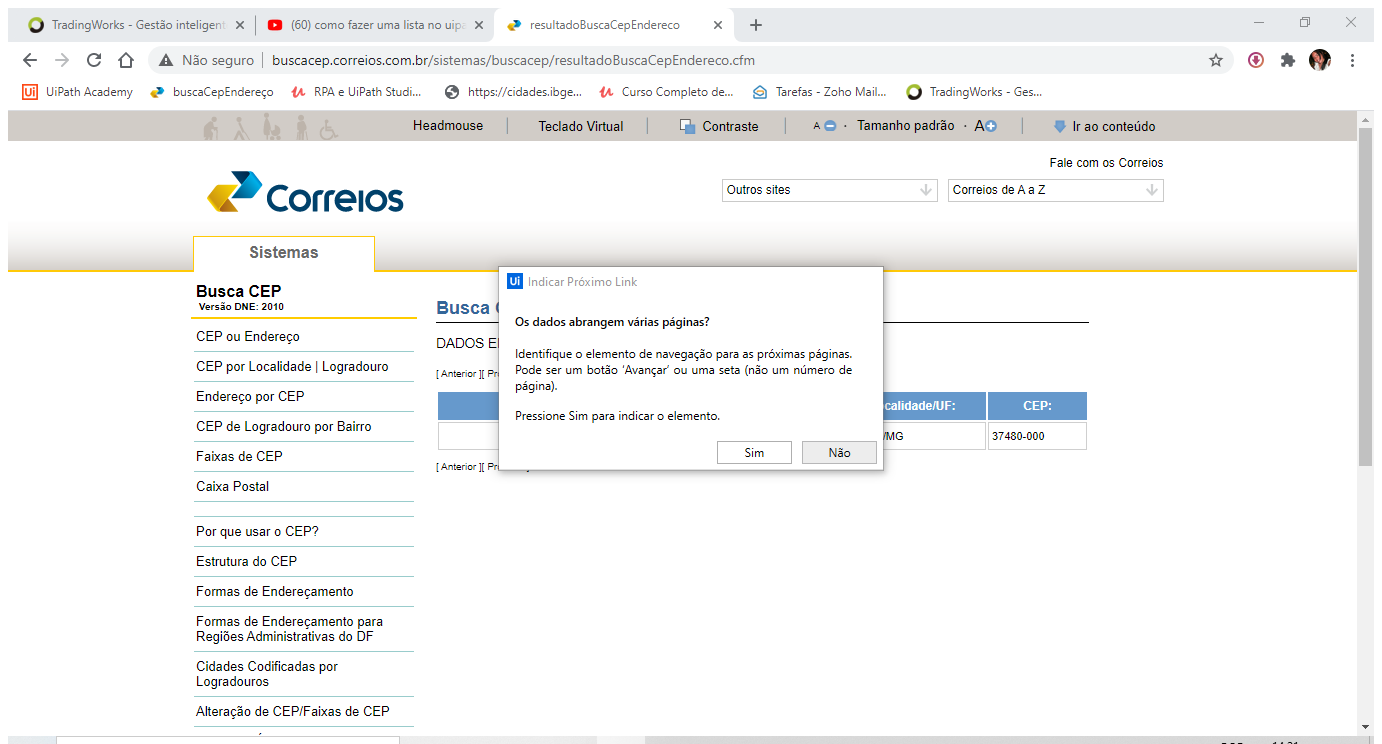 TradingWorks - Gestão inteligent
(60) como fazer uma lista no uipa
resultadoBuscaCepEndereco
Não seguro
buscacep.correios.com.br/sistemas/buscacep/resultadoBuscaCepEndereco.cfm
UiPath Academy
buscaCepEndereço
RPA e UiPath Studi...
https://cidades.ibge...
Curso Completo de...
Tarefas - Zoho Mail...
TradingWorks - Ges...
Headmouse
Teclado Virtual
Contraste
A · Tamanho padrão · A
Ir ao conteúdo
Fale com os Correios
Correios
Outros sites
Correios de A a Z
Sistemas
Busca CEP
Versão DNE: 2010
CEP ou Endereço
CEP por Localidade | Logradouro
Endereço por CEP
CEP de Logradouro por Bairro
Faixas de CEP
Caixa Postal
Por que usar o CEP?
Estrutura do CEP
Formas de Endereçamento
Formas de Endereçamento para
Regiões Administrativas do DF
Cidades Codificadas por
Logradouros
Alteração de CEP/Faixas de CEP
Busca
DADOS E
[ Anterior ][ Pr
calidade/UF:
CEP:
/MG
37480-000
[ Anterior ][ Pr
Ui Indicar Próximo Link
Os dados abrangem várias páginas?
Identifique o elemento de navegação para as próximas páginas.
Pode ser um botão 'Avançar' ou uma seta (não um número de
página).
Pressione Sim para indicar o elemento.
Sim
Não